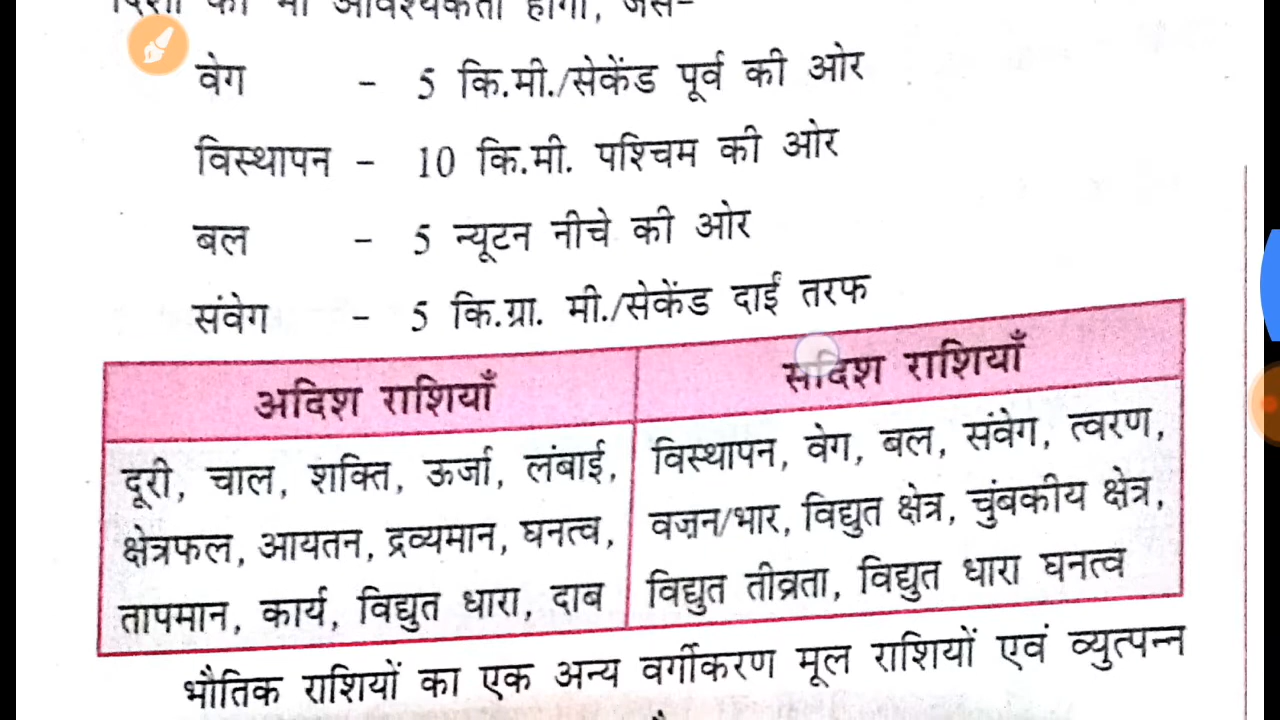 वेग - 5 कि.मी./सेकेंड पूर्व की ओर
विस्थापन - 10 कि.मी. पश्चिम की ओर
बल - 5 न्यूटन नीचे की ओर
संवेग - 5 कि.ग्रा. मी./सेकेंड दाईं तरफ
अदिश राशियाँ
सदिश राशियाँ
दूरी, चाल, शक्ति, ऊर्जा, लंबाई,
क्षेत्रफल, आयतन, द्रव्यमान, घनत्व,
तापमान, कार्य, विद्युत धारा, दाब
विस्थापन, वेग, बल, संवेग, त्वरण,
वज़न/भार, विद्युत क्षेत्र, चुंबकीय क्षेत्र,
विद्युत तीव्रता, विद्युत धारा घनत्व
भौतिक राशियों का एक अन्य वर्गीकरण मूल राशियों एवं व्युत्पन्न